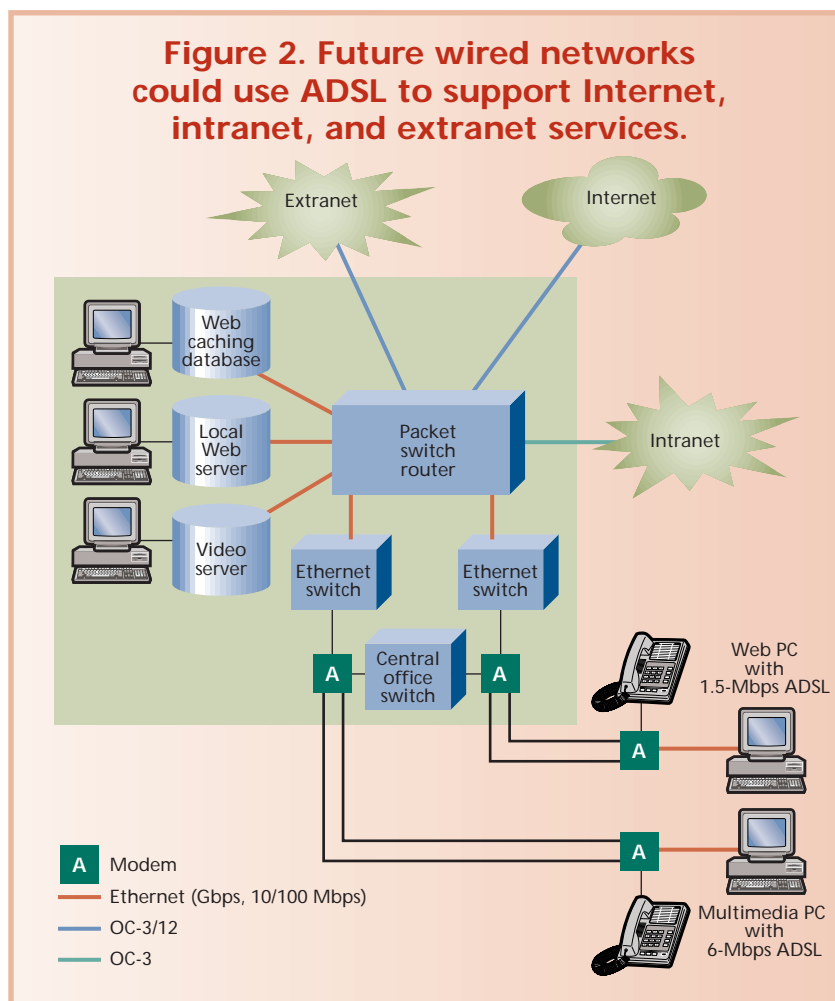 Figure 2. Future wired networks
could use ADSL to support Internet,
intranet, and extranet services.
Extranet
Internet
Web
caching
database
Local
Web
server
Packet
switch
router
Intranet
Video
server
Ethernet
switch
Ethernet
switch
Web PC
with
1.5-Mbps ADSL
A
Central
office
switch
A
A
A
A Modem
Ethernet (Gbps, 10/100 Mbps)
OC-3/12
OC-3
Multimedia PC
with
6-Mbps ADSL